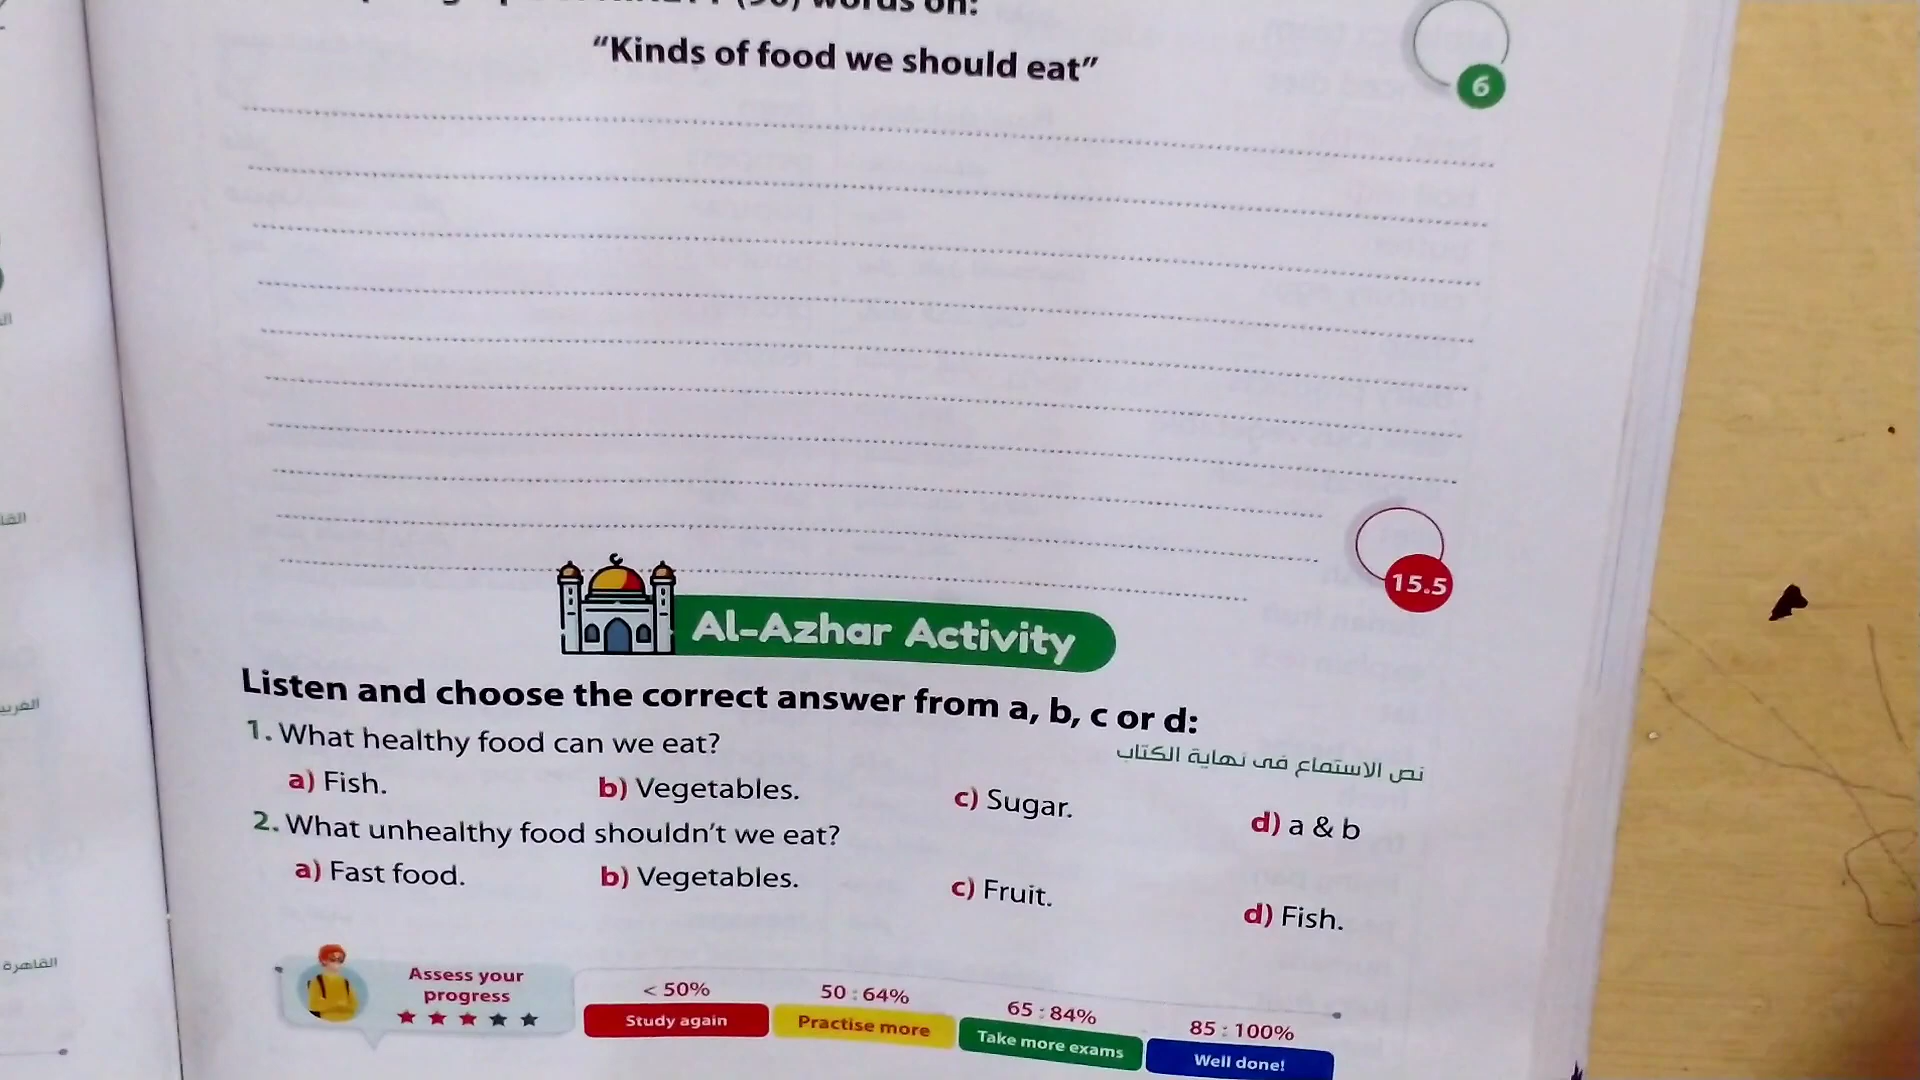 (90) words on:
"Kinds of food we should eat"
6
15.5
Al-Azhar Activity
Listen and choose the correct answer from a, b, c or d:
نص الاستماع فى نهاية الكتاب
1. What healthy food can we eat?
a) Fish. b) Vegetables. c) Sugar. d) a & b
2. What unhealthy food shouldn't we eat?
a) Fast food. b) Vegetables. c) Fruit. d) Fish.
Assess your
progress
< 50% 50 : 64% 65 : 84% 85 : 100%
Study again Practise more Take more exams Well done!
القاهرة